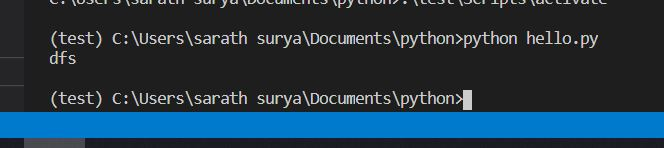 C:\Users\sarath surya\Documents\python>.\test\Scripts\activate
(test) C:\Users\sarath surya\Documents\python>python hello.py
dfs
(test) C:\Users\sarath surya\Documents\python>